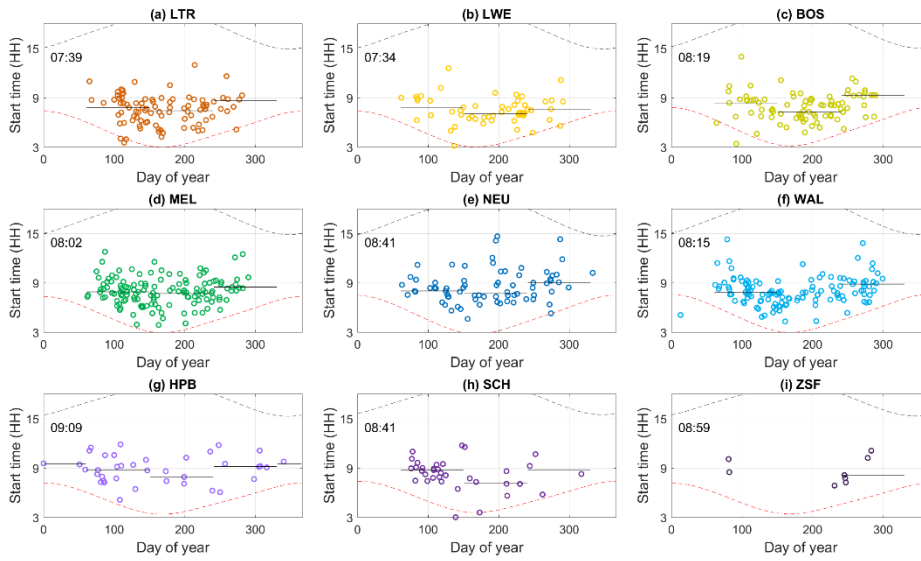 (a) LTR
(b) LWE
(c) BOS
Start time (HH)
15
9
3
07:39
0
100
200
300
Day of year
Start time (HH)
15
9
3
07:34
0
100
200
300
Day of year
Start time (HH)
15
9
3
08:19
0
100
200
300
Day of year
(d) MEL
(e) NEU
(f) WAL
Start time (HH)
15
9
3
08:02
0
100
200
300
Day of year
Start time (HH)
15
9
3
08:41
0
100
200
300
Day of year
Start time (HH)
15
9
3
08:15
0
100
200
300
Day of year
(g) HPB
(h) SCH
(i) ZSF
Start time (HH)
15
9
3
09:09
0
100
200
300
Day of year
Start time (HH)
15
9
3
08:41
0
100
200
300
Day of year
Start time (HH)
15
9
3
08:59
0
100
200
300
Day of year